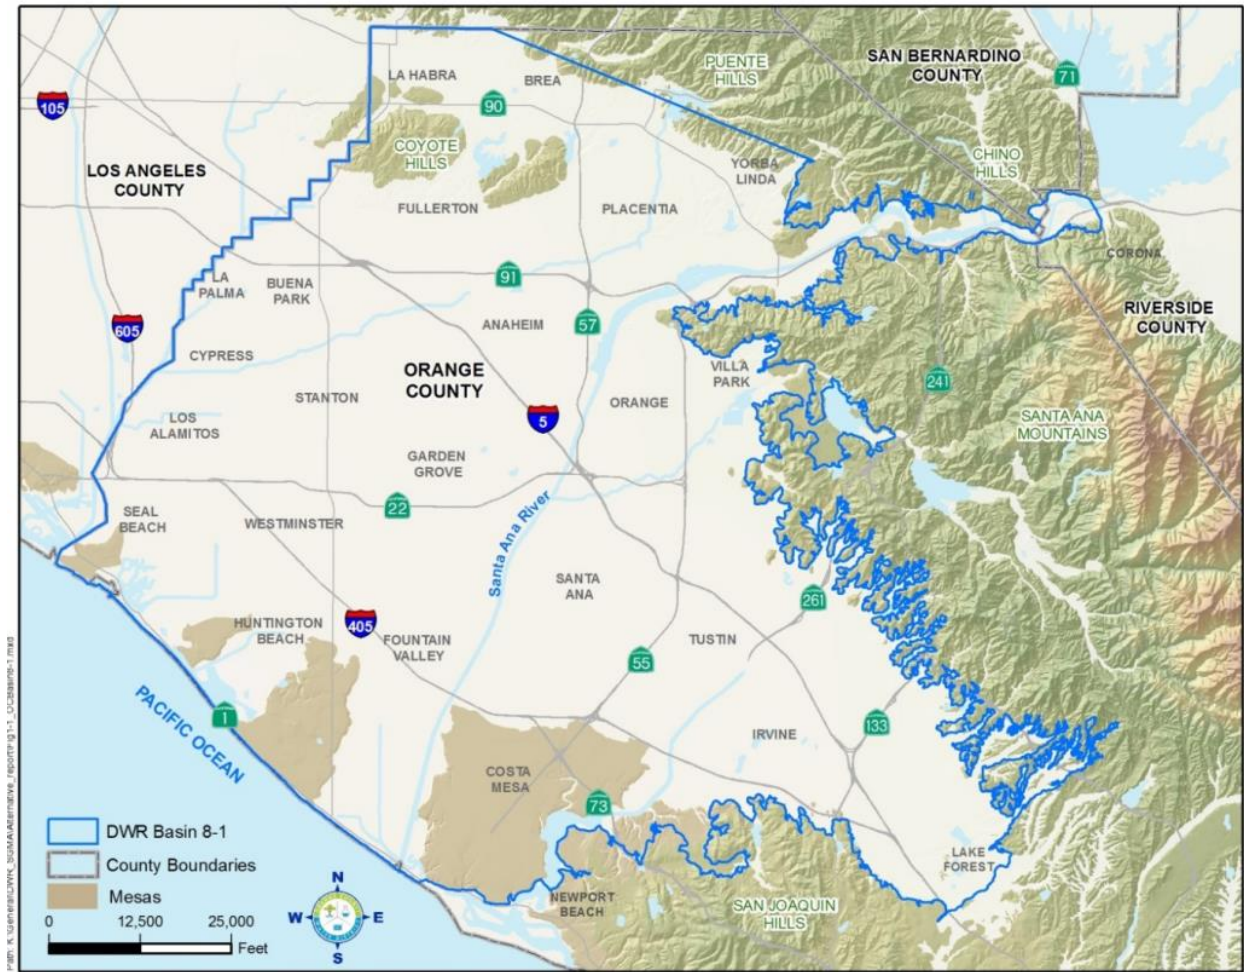 SAN BERNARDINO
COUNTY
71
PUENTE
HILLS
LA HABRA
BREA
90
105
COYOTE
HILLS
LOS ANGELES
COUNTY
YORBA
LINDA
CHINO
HILLS
FULLERTON
PLACENTIA
CORONA
RIVERSIDE
COUNTY
LA
PALMA
BUENA
PARK
91
ANAHEIM
57
605
CYPRESS
ORANGE
COUNTY
VILLA
PARK
241
STANTON
5
ORANGE
SANTA ANA
MOUNTAINS
LOS
ALAMITOS
GARDEN
GROVE
22
SEAL
BEACH
WESTMINSTER
Santa Ana River
SANTA
ANA
261
HUNTINGTON
BEACH
405
FOUNTAIN
VALLEY
TUSTIN
55
PACIFIC OCEAN
1
IRVINE
133
COSTA
MESA
73
LAKE
FOREST
NEWPORT
BEACH
SAN JOAQUIN
HILLS
DWR Basin 8-1
County Boundaries
Mesas
0 12,500 25,000
Feet
N
W E
S